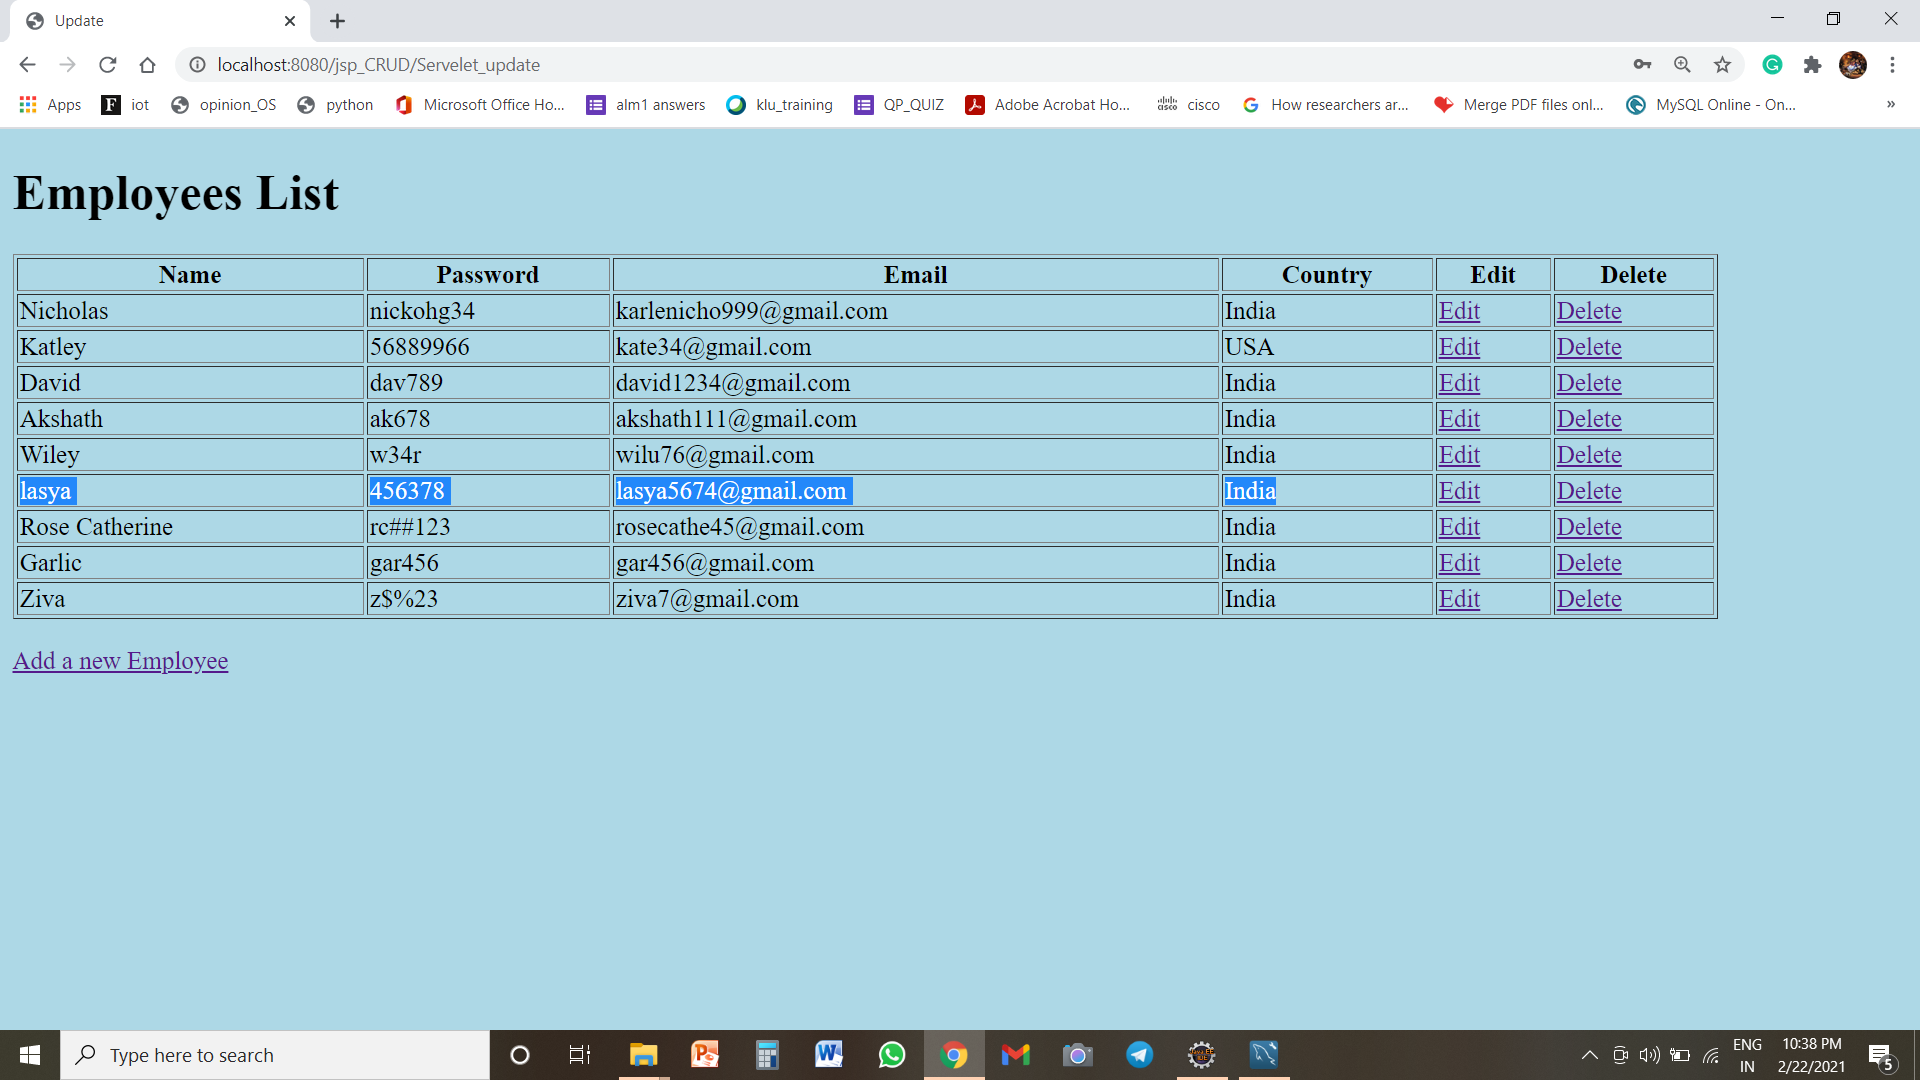 Update
localhost:8080/jsp_CRUD/Servelet_update
Apps iot opinion_OS python Microsoft Office Ho... alm1 answers klu_training QP_QUIZ Adobe Acrobat Ho... cisco How researchers ar... Merge PDF files onl... MySQL Online - On... »
Employees List
Name Password Email Country Edit Delete
Nicholas nickohg34 karlenicho999@gmail.com India Edit Delete
Katley 56889966 kate34@gmail.com USA Edit Delete
David dav789 david1234@gmail.com India Edit Delete
Akshath ak678 akshath111@gmail.com India Edit Delete
Wiley w34r wilu76@gmail.com India Edit Delete
lasya 456378 lasya5674@gmail.com India Edit Delete
Rose Catherine rc##123 rosecathe45@gmail.com India Edit Delete
Garlic gar456 gar456@gmail.com India Edit Delete
Ziva z$%23 ziva7@gmail.com India Edit Delete
Add a new Employee
Type here to search
ENG 10:38 PM
IN 2/22/2021 5